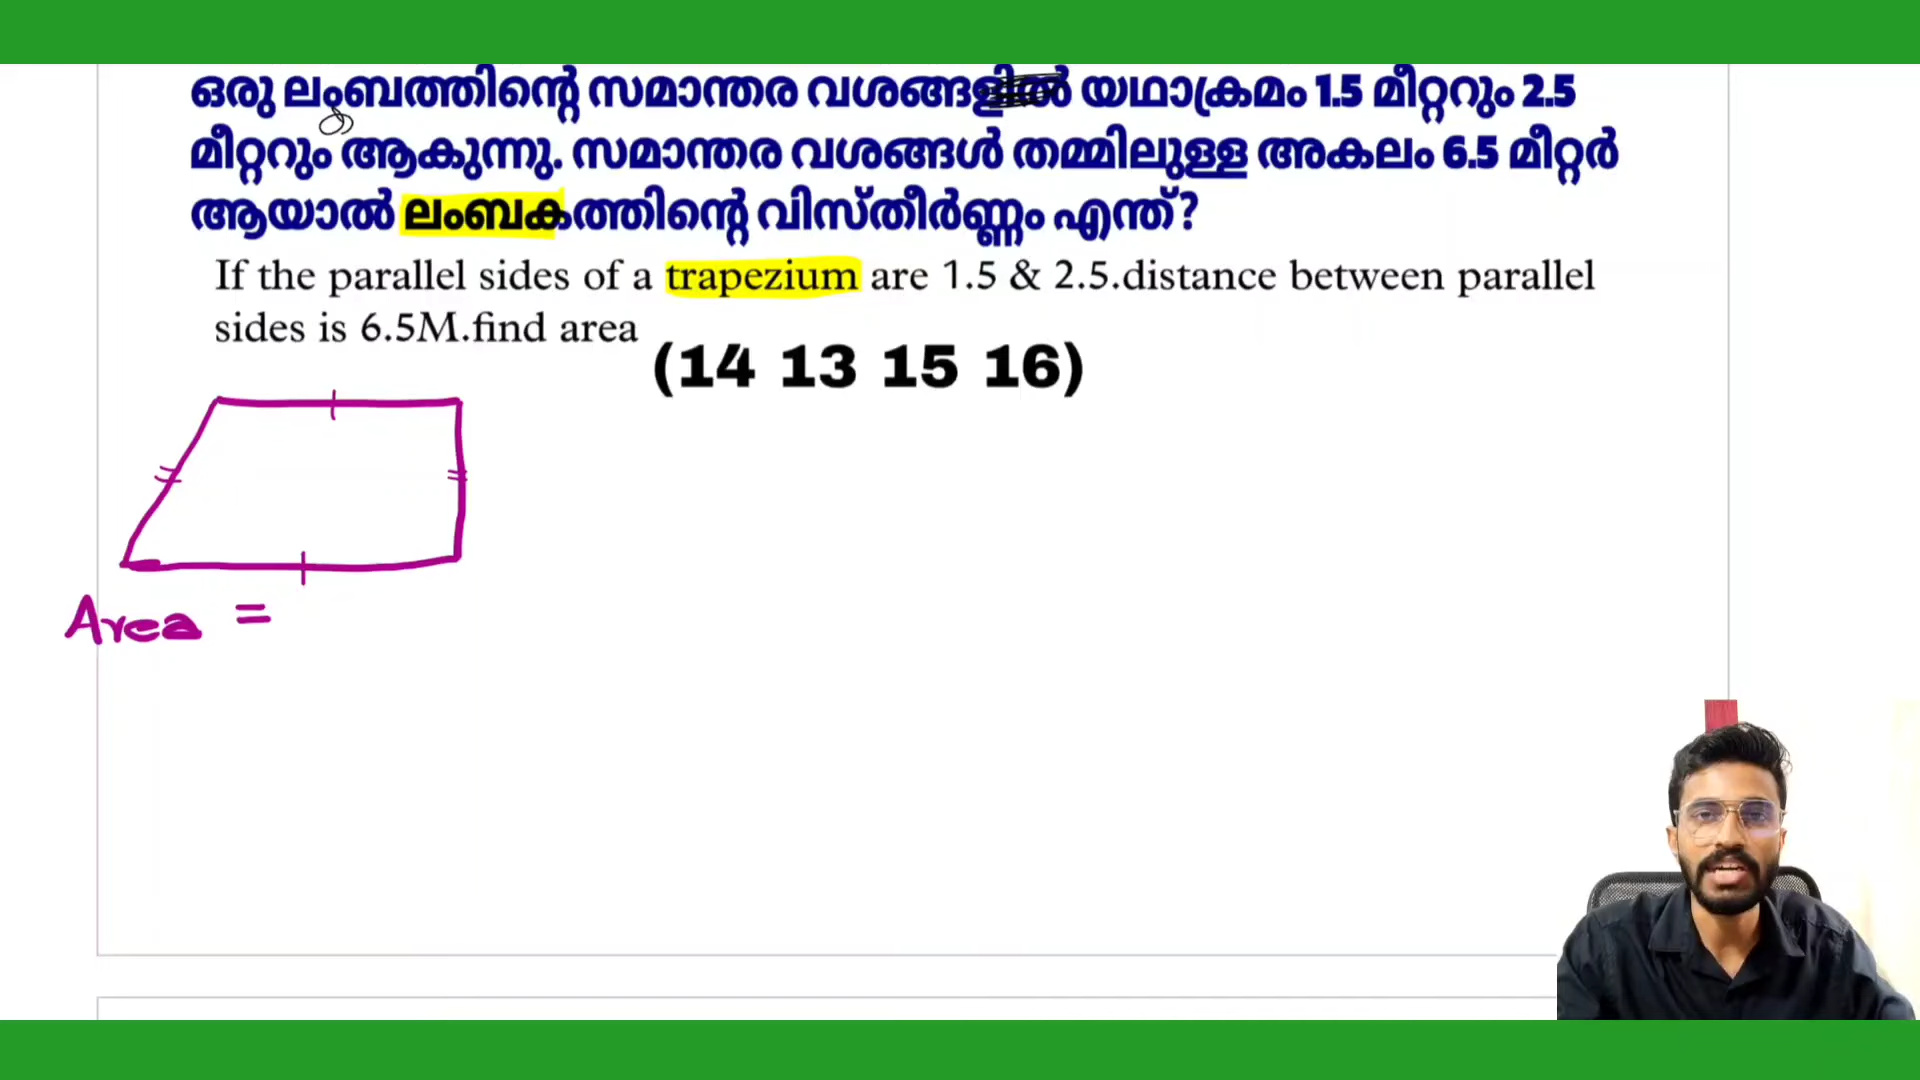 ഒരു ലംബത്തിന്റെ സമാന്തര വശങ്ങളിൽ യഥാക്രമം 1.5 മീറ്ററും 2.5
മീറ്ററും ആകുന്നു. സമാന്തര വശങ്ങൾ തമ്മിലുള്ള അകലം 6.5 മീറ്റർ
ആയാൽ ലംബകത്തിന്റെ വിസ്തീർണ്ണം എന്ത്?
If the parallel sides of a trapezium are 1.5 & 2.5.distance between parallel
sides is 6.5M.find area
(14 13 15 16)
Area =